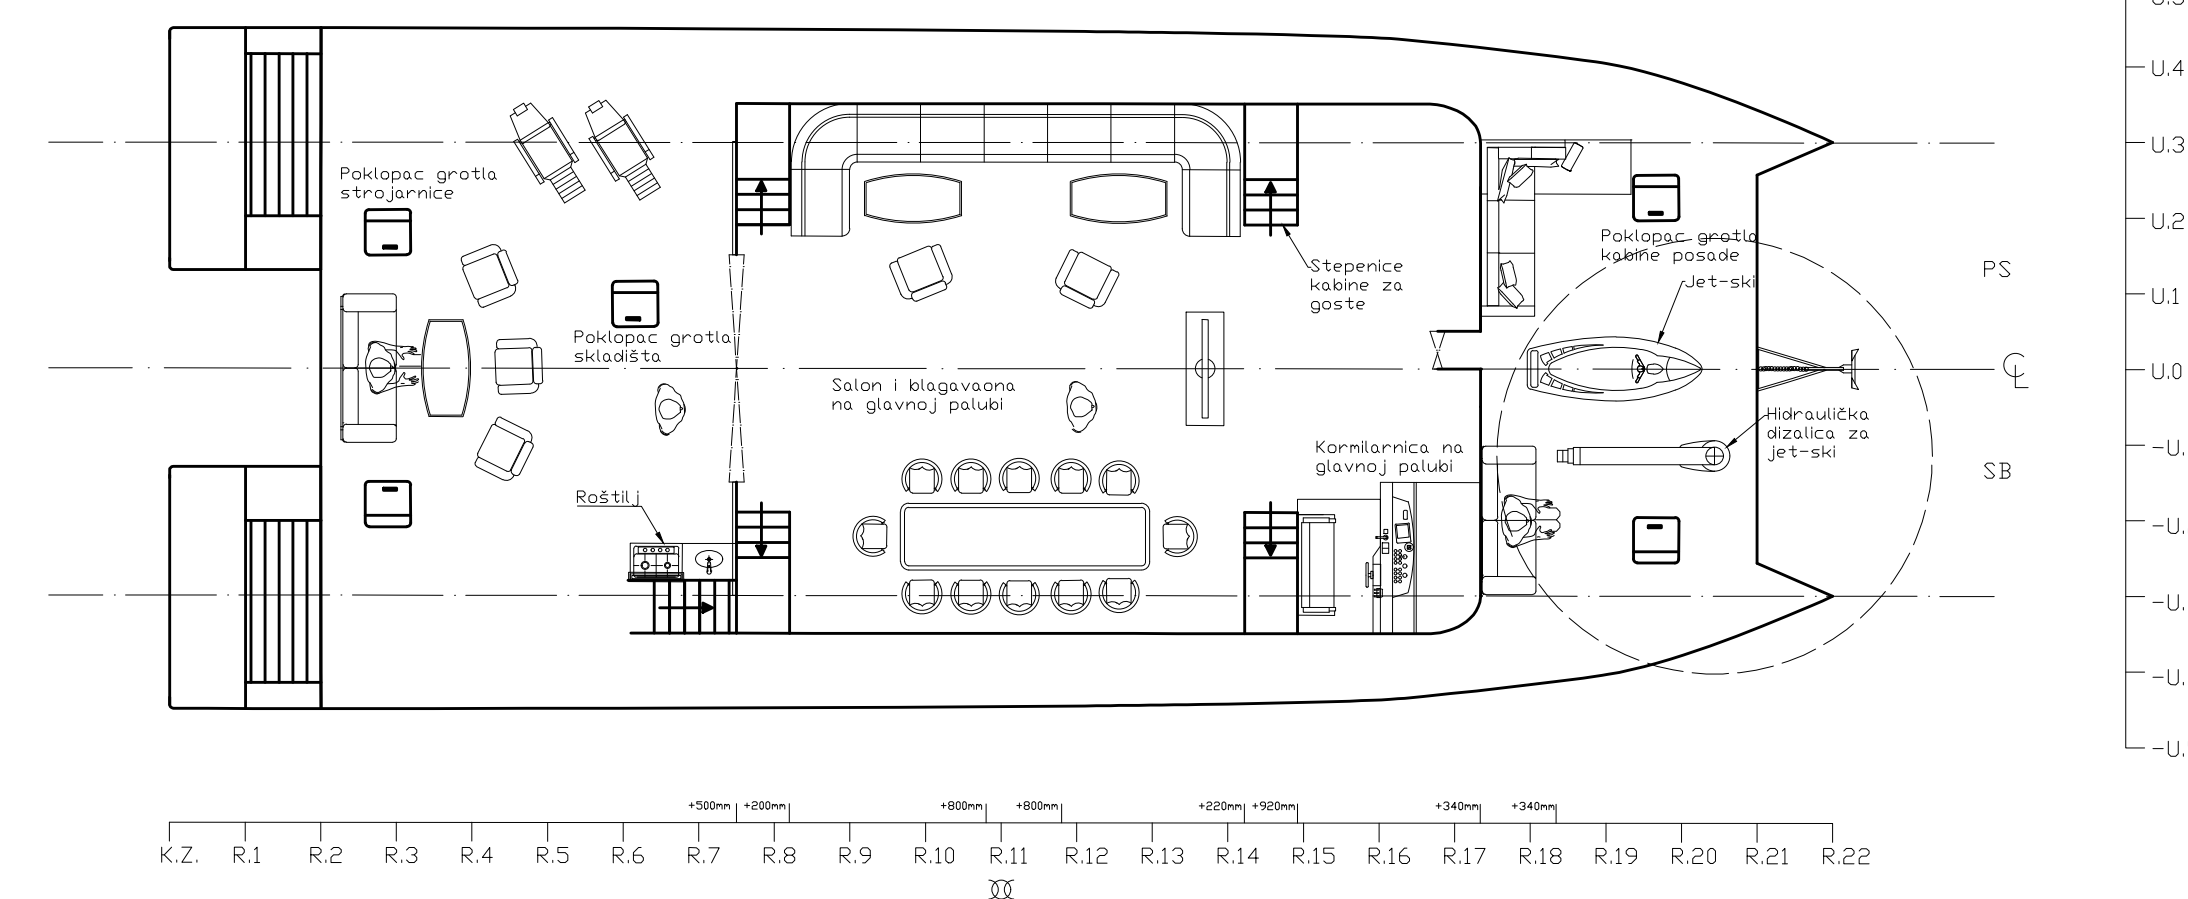 U.4
U.3
Poklopac grotla
strojarnice
U.2
Poklopac grotla
kabine posade
Stepenice
kabine za
goste
PS
Jet-ski
U.1
Poklopac grotla
skladišta
U.0
Salon i blagavaona
na glavnoj palubi
Hidraulička
dizalica za
jet-ski
Kormilarnica na
glavnoj palubi
-U.
SB
Roštilj
-U.
-U.
-U.
-U.
+500mm +200mm +800mm +800mm +220mm +920mm +340mm +340mm
K.Z. R.1 R.2 R.3 R.4 R.5 R.6 R.7 R.8 R.9 R.10 R.11 R.12 R.13 R.14 R.15 R.16 R.17 R.18 R.19 R.20 R.21 R.22